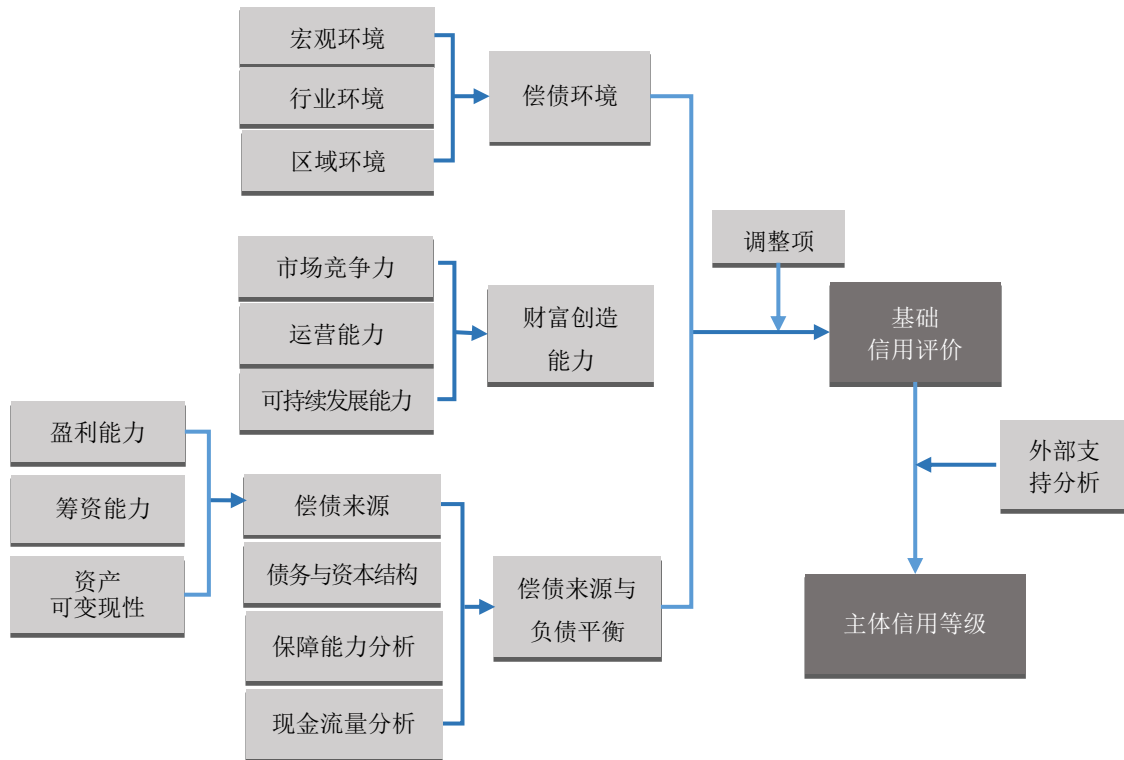 宏观环境
行业环境
区域环境
偿债环境
市场竞争力
运营能力
可持续发展能力
财富创造
能力
调整项
基础
信用评价
盈利能力
筹资能力
资产
可变现性
偿债来源
债务与资本结构
保障能力分析
现金流量分析
偿债来源与
负债平衡
外部支
持分析
主体信用等级